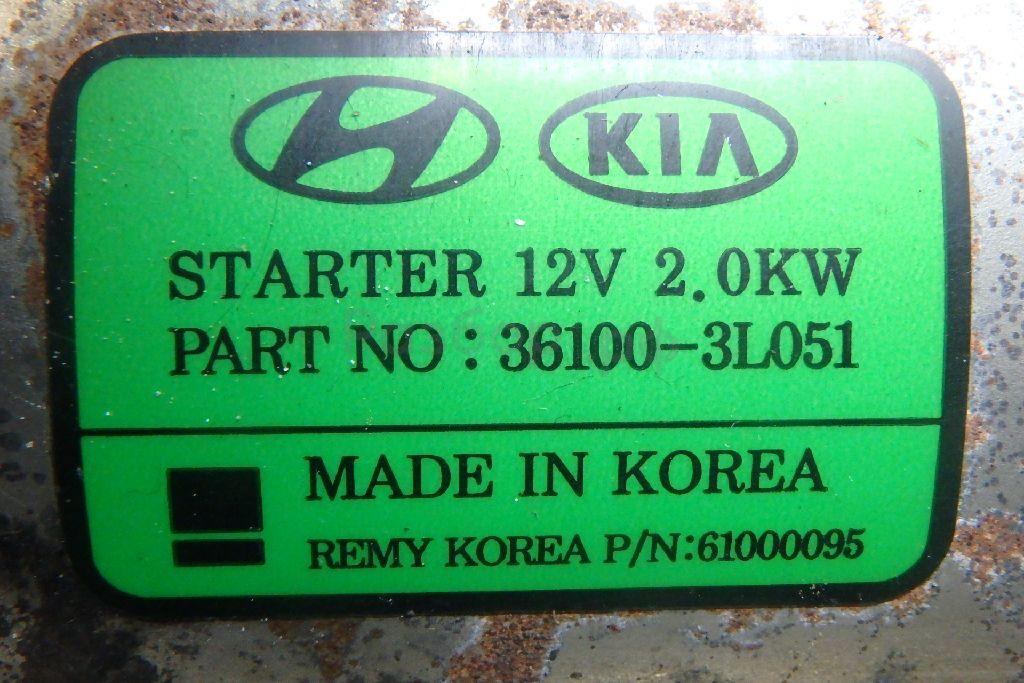 KIA
STARTER 12V 2.0KW
PART NO : 36100-3L051
MADE IN KOREA
REMY KOREA P/N:61000095